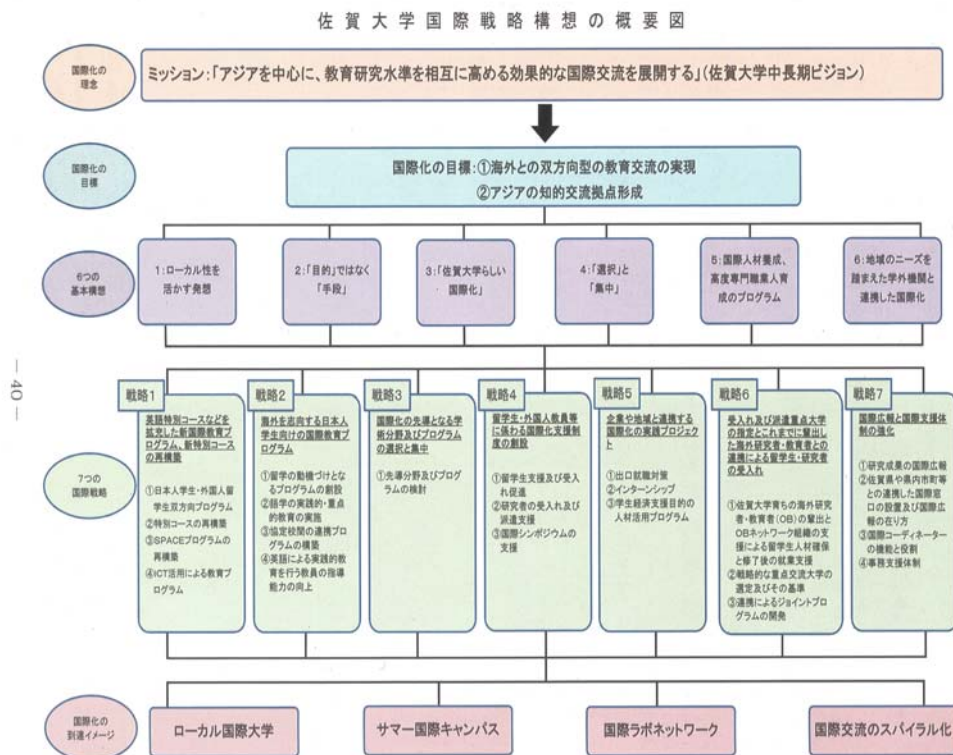 佐賀大学国際戦略構想の概要図
国際化の
理念
ミッション:「アジアを中心に、教育研究水準を相互に高める効果的な国際交流を展開する」(佐賀大学中長期ビジョン)
国際化の
目標
国際化の目標:①海外との双方向型の教育交流の実現
②アジアの知的交流拠点形成
6つの
基本構想
1:ローカル性を
活かす発想
2:「目的」ではなく
「手段」
3:「佐賀大学らしい
国際化」
4:「選択」と
「集中」
5:国際人材養成、
高度専門職業人育
成のプログラム
6:地域のニーズを
踏まえた学外機関と
連携した国際化
7つの
国際戦略
戦略1
英語特別コースなどを
拡充した新国際教育プロ
グラム、新特別コース
の再構築
①日本人学生・外国人留
学生双方向プログラム
②特別コースの再構築
③SPACEプログラムの
再構築
④ICT活用による教育プ
ログラム
戦略2
海外を志向する日本人
学生向けの国際教育プ
ログラム
①留学の動機づけとな
るプログラムの創設
②語学の実践的・重点
的教育の実施
③協定校間の連携プロ
グラムの構築
④英語による実践的教
育を行う教員の指導
能力の向上
戦略3
国際化の先導となる学
術分野及びプログラム
の選択と集中
①先導分野及びプログ
ラムの検討
戦略4
留学生・外国人教員等
に係わる国際化支援制
度の創設
①留学生支援及び受入
れ促進
②研究者の受入れ及び
派遣支援
③国際シンポジウムの
支援
戦略5
企業や地域と連携する
国際化の実践プロジェク
ト
①出口就職対策
②インターンシップ
③学生経済支援目的の
人材活用プログラム
戦略6
受入れ及び派遣重点大学
の指定とこれまでに輩出した
海外研究者・教育者との
連携による留学生・研究者
の受入れ
①佐賀大学育ちの海外研究
者・教育者(OB)の輩出と
OBネットワーク組織の支
援による留学生人材確保
と修了後の就業支援
②戦略的な重点交流大学の
選定及びその基準
③連携によるジョイントプログ
ラムの開発
戦略7
国際広報と国際支援体制
の強化
①研究成果の国際広報
②佐賀県や県内市町等
との連携した国際窓
口の設置及び国際広
報の在り方
③国際コーディネーター
の機能と役割
④事務支援体制
国際化の
到達イメージ
ローカル国際大学
サマー国際キャンパス
国際ラボネットワーク
国際交流のスパイラル化
― 40 ―